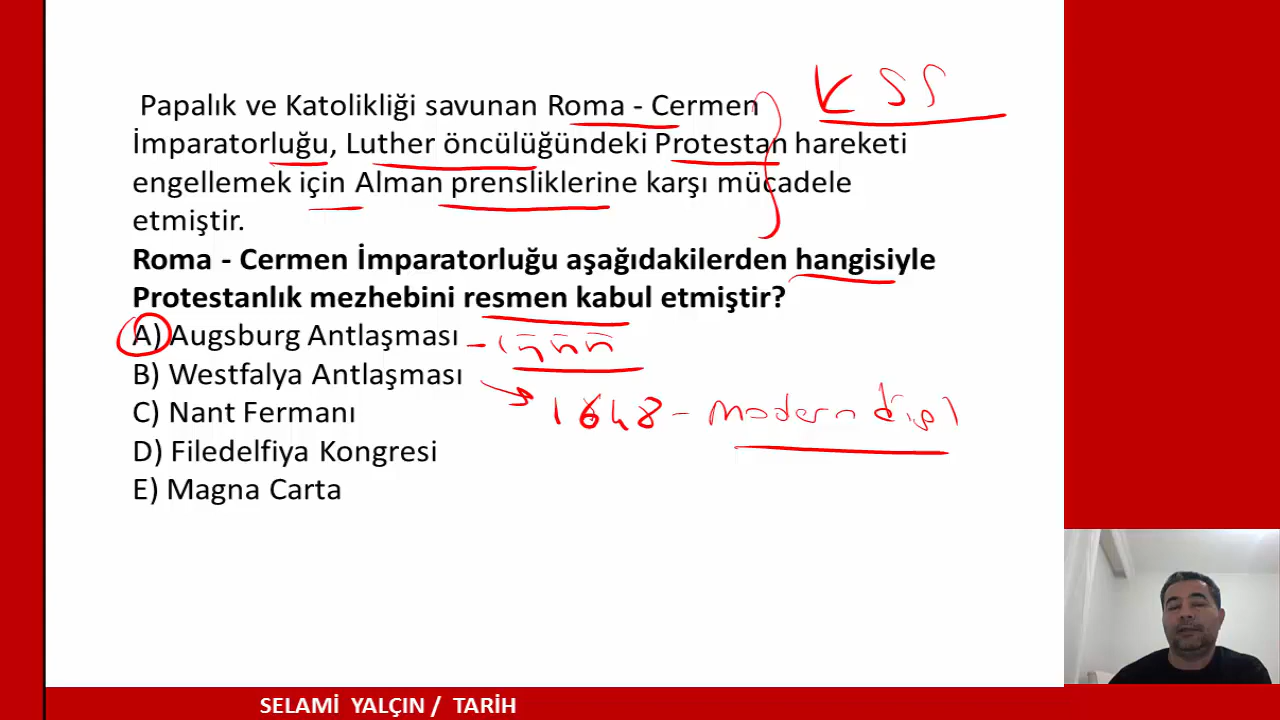 Papalık ve Katolikliği savunan Roma - Cermen
İmparatorluğu, Luther öncülüğündeki Protestan hareketi
engellemek için Alman prensliklerine karşı mücadele
etmiştir.
KSS
Roma - Cermen İmparatorluğu aşağıdakilerden hangisiyle
Protestanlık mezhebini resmen kabul etmiştir?
A) Augsburg Antlaşması - 1555
B) Westfalya Antlaşması
1648 - modern
C) Nant Fermanı
D) Filedelfiya Kongresi
E) Magna Carta
SELAMİ YALÇIN / TARİH